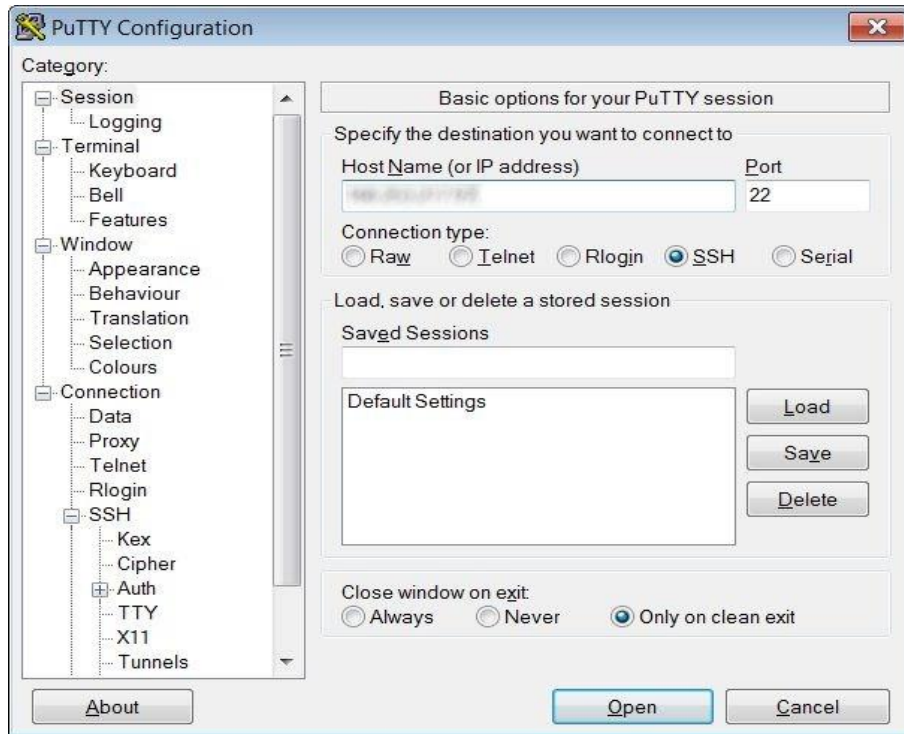 PuTTY Configuration
Category:
Session
Logging
Terminal
Keyboard
Bell
Features
Window
Appearance
Behaviour
Translation
Selection
Colours
Connection
Data
Proxy
Telnet
Rlogin
SSH
Kex
Cipher
Auth
TTY
X11
Tunnels
Basic options for your PuTTY session
Specify the destination you want to connect to
Host Name (or IP address) Port
22
Connection type:
Raw Telnet Rlogin SSH Serial
Load, save or delete a stored session
Saved Sessions
Default Settings
Load
Save
Delete
Close window on exit:
Always Never Only on clean exit
About Open Cancel